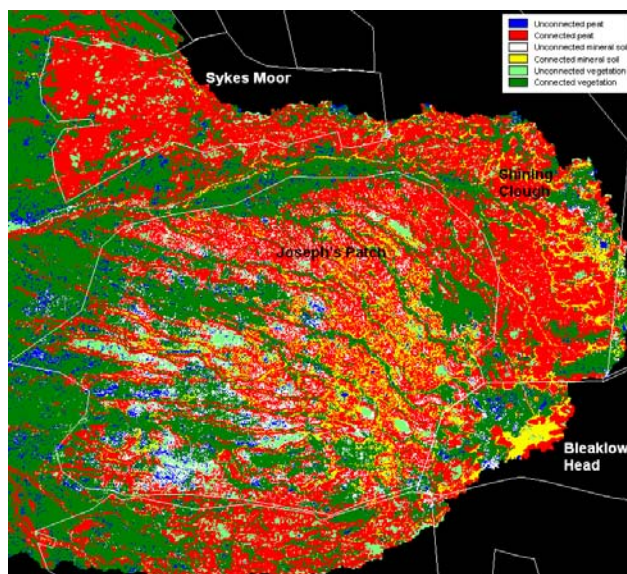 Unconnected peat
Connected peat
Unconnected mineral soil
Connected mineral soil
Unconnected vegetation
Connected vegetation
Sykes Moor
Shining
Clough
Joseph's Patch
Bleaklow
Head